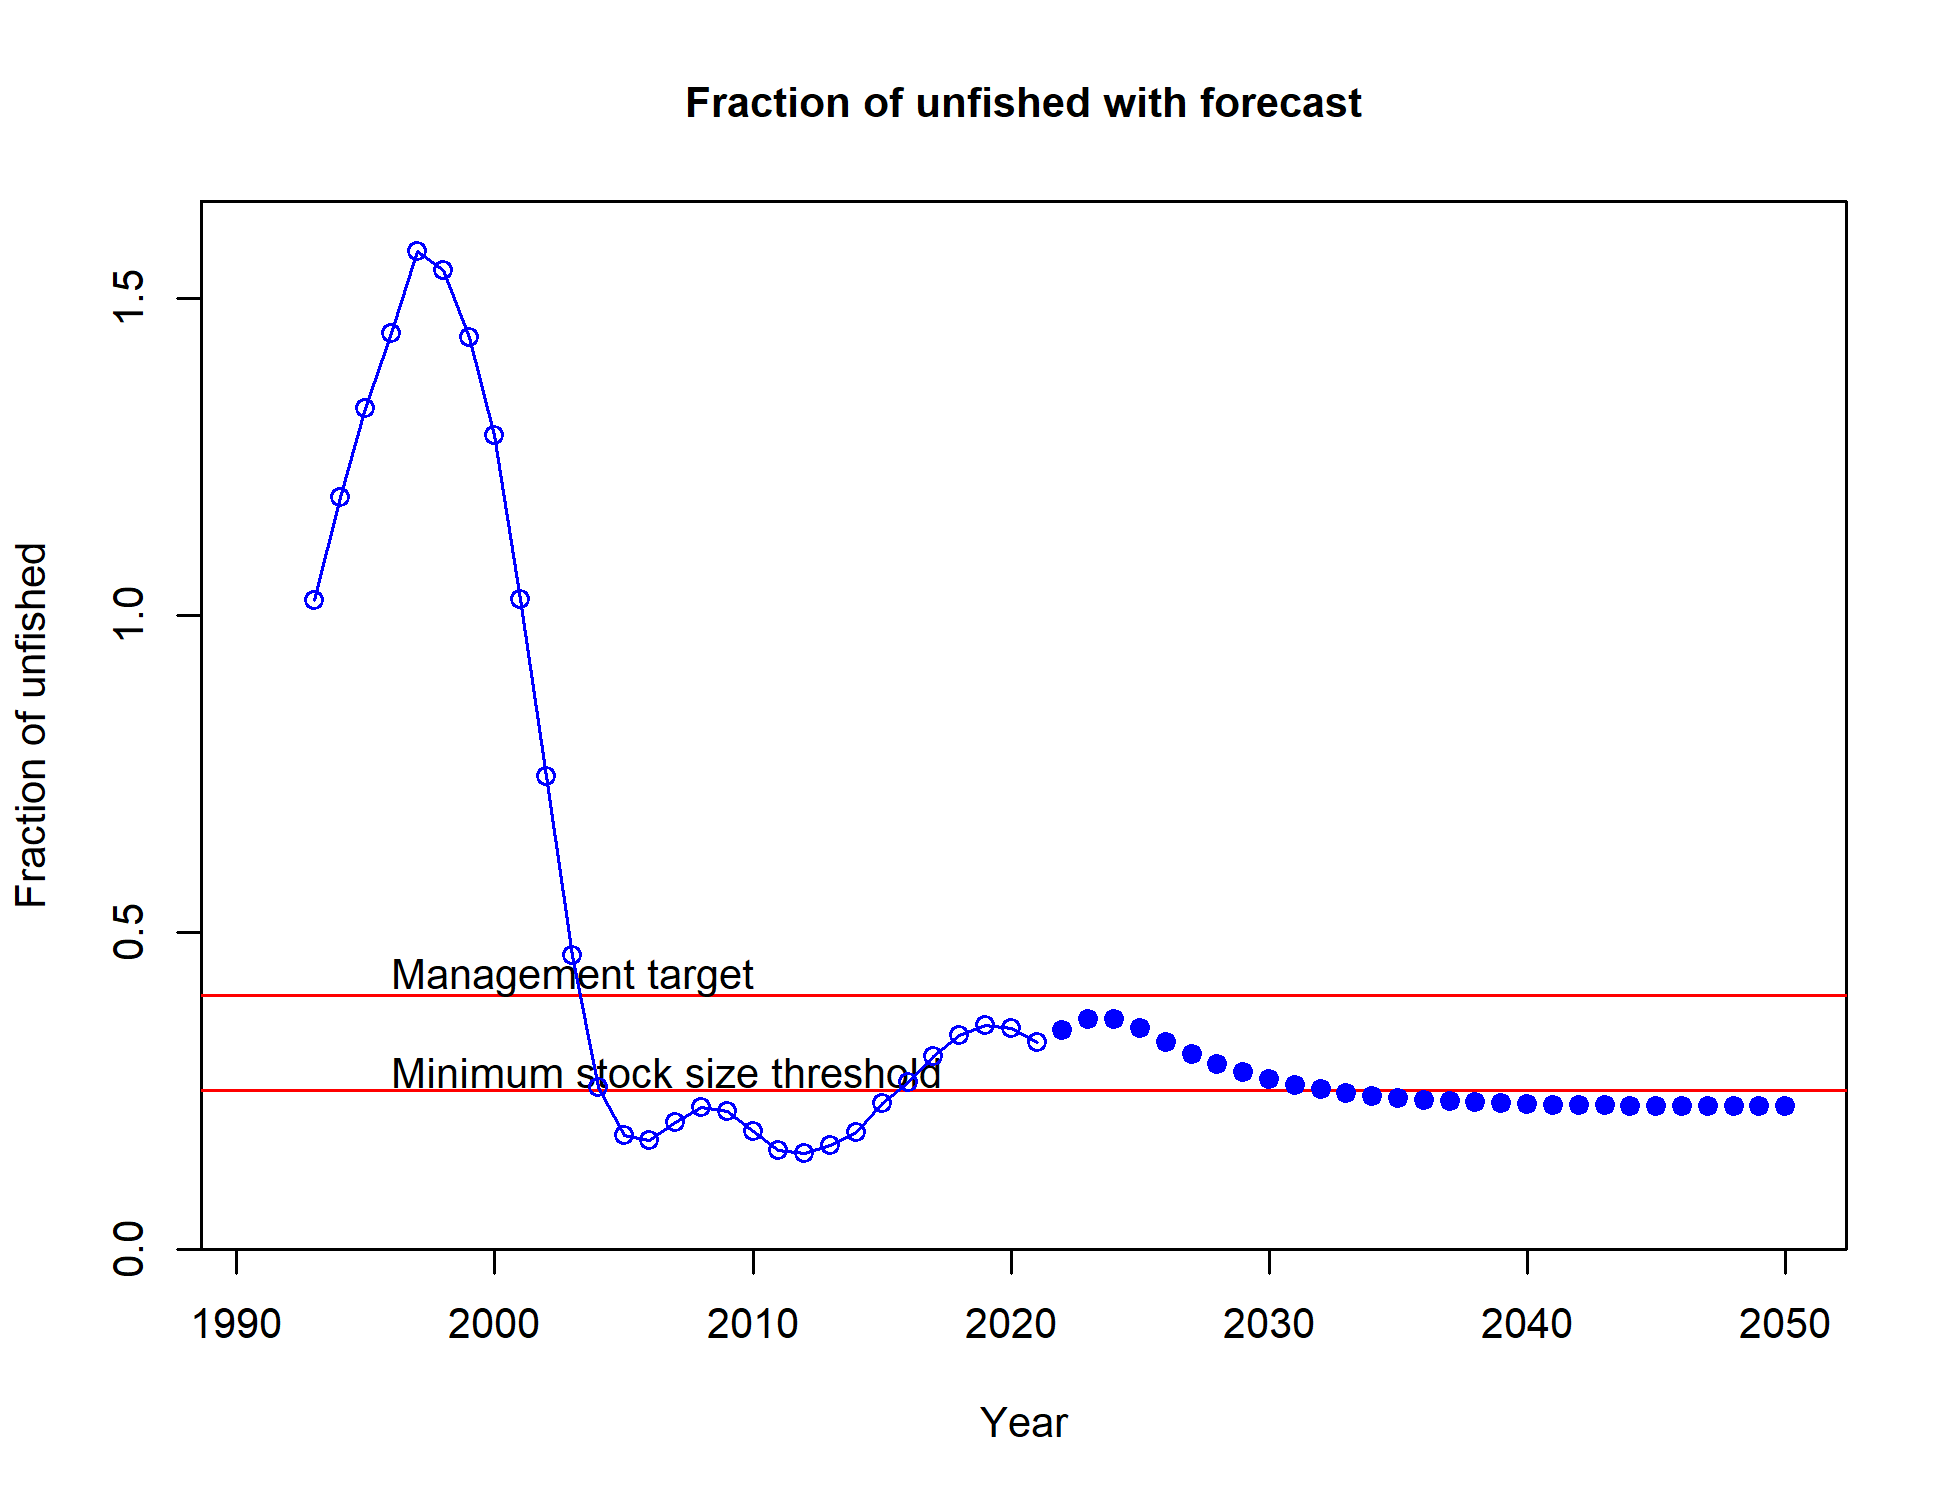 Fraction of unfished with forecast
Fraction of unfished
1.5
1.0
0.5
0.0
Management target
Minimum stock size threshold
1990 2000 2010 2020 2030 2040 2050
Year